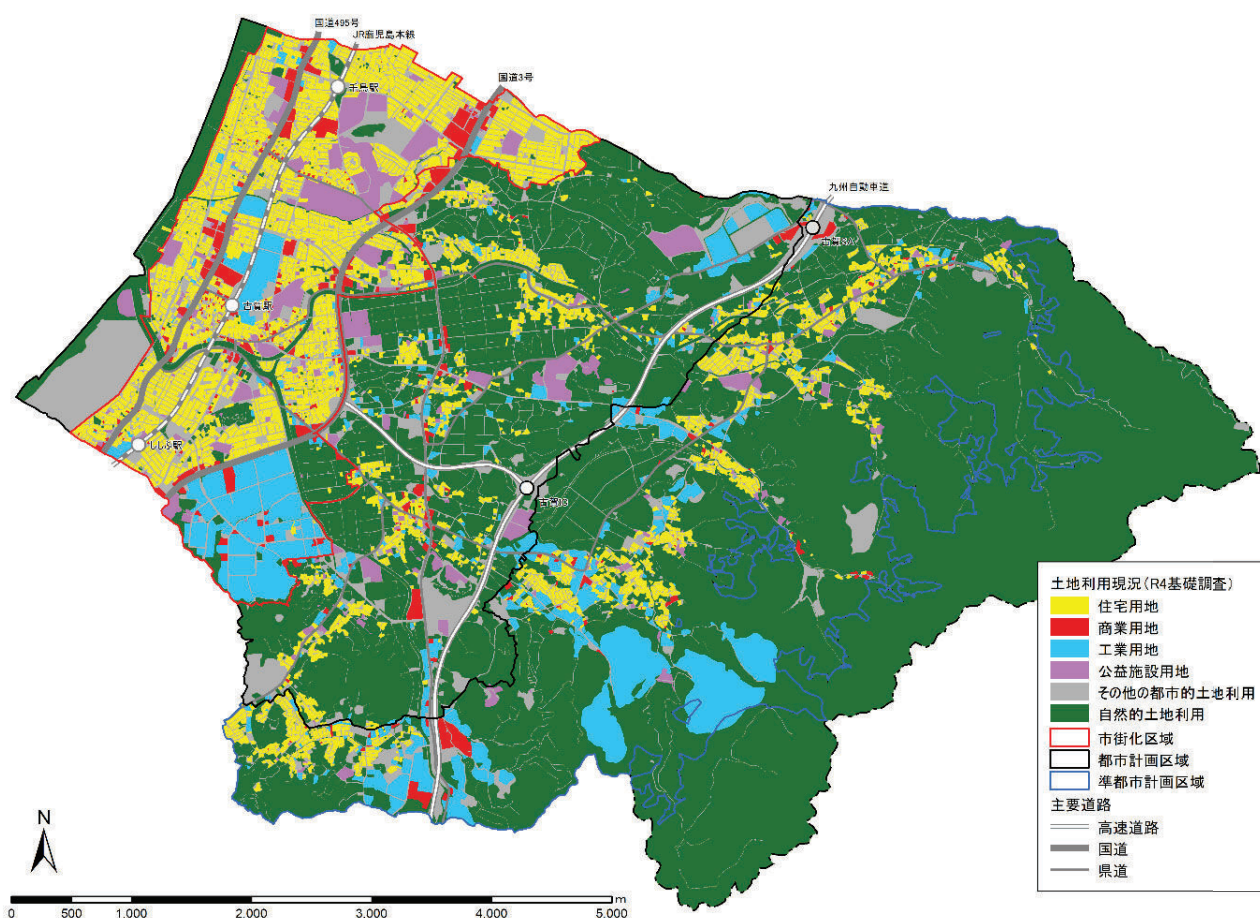 国道495号
JR鹿児島本線
国道3号
千鳥駅
九州自動車道
古賀駅
ししぶ駅
古賀IC
土地利用現況(R4基礎調査)
住宅用地
商業用地
工業用地
公益施設用地
その他の都市的土地利用
自然的土地利用
市街化区域
都市計画区域
準都市計画区域
主要道路
高速道路
国道
県道
N
0 500 1.000 2.000 3.000 4.000 5.000 m